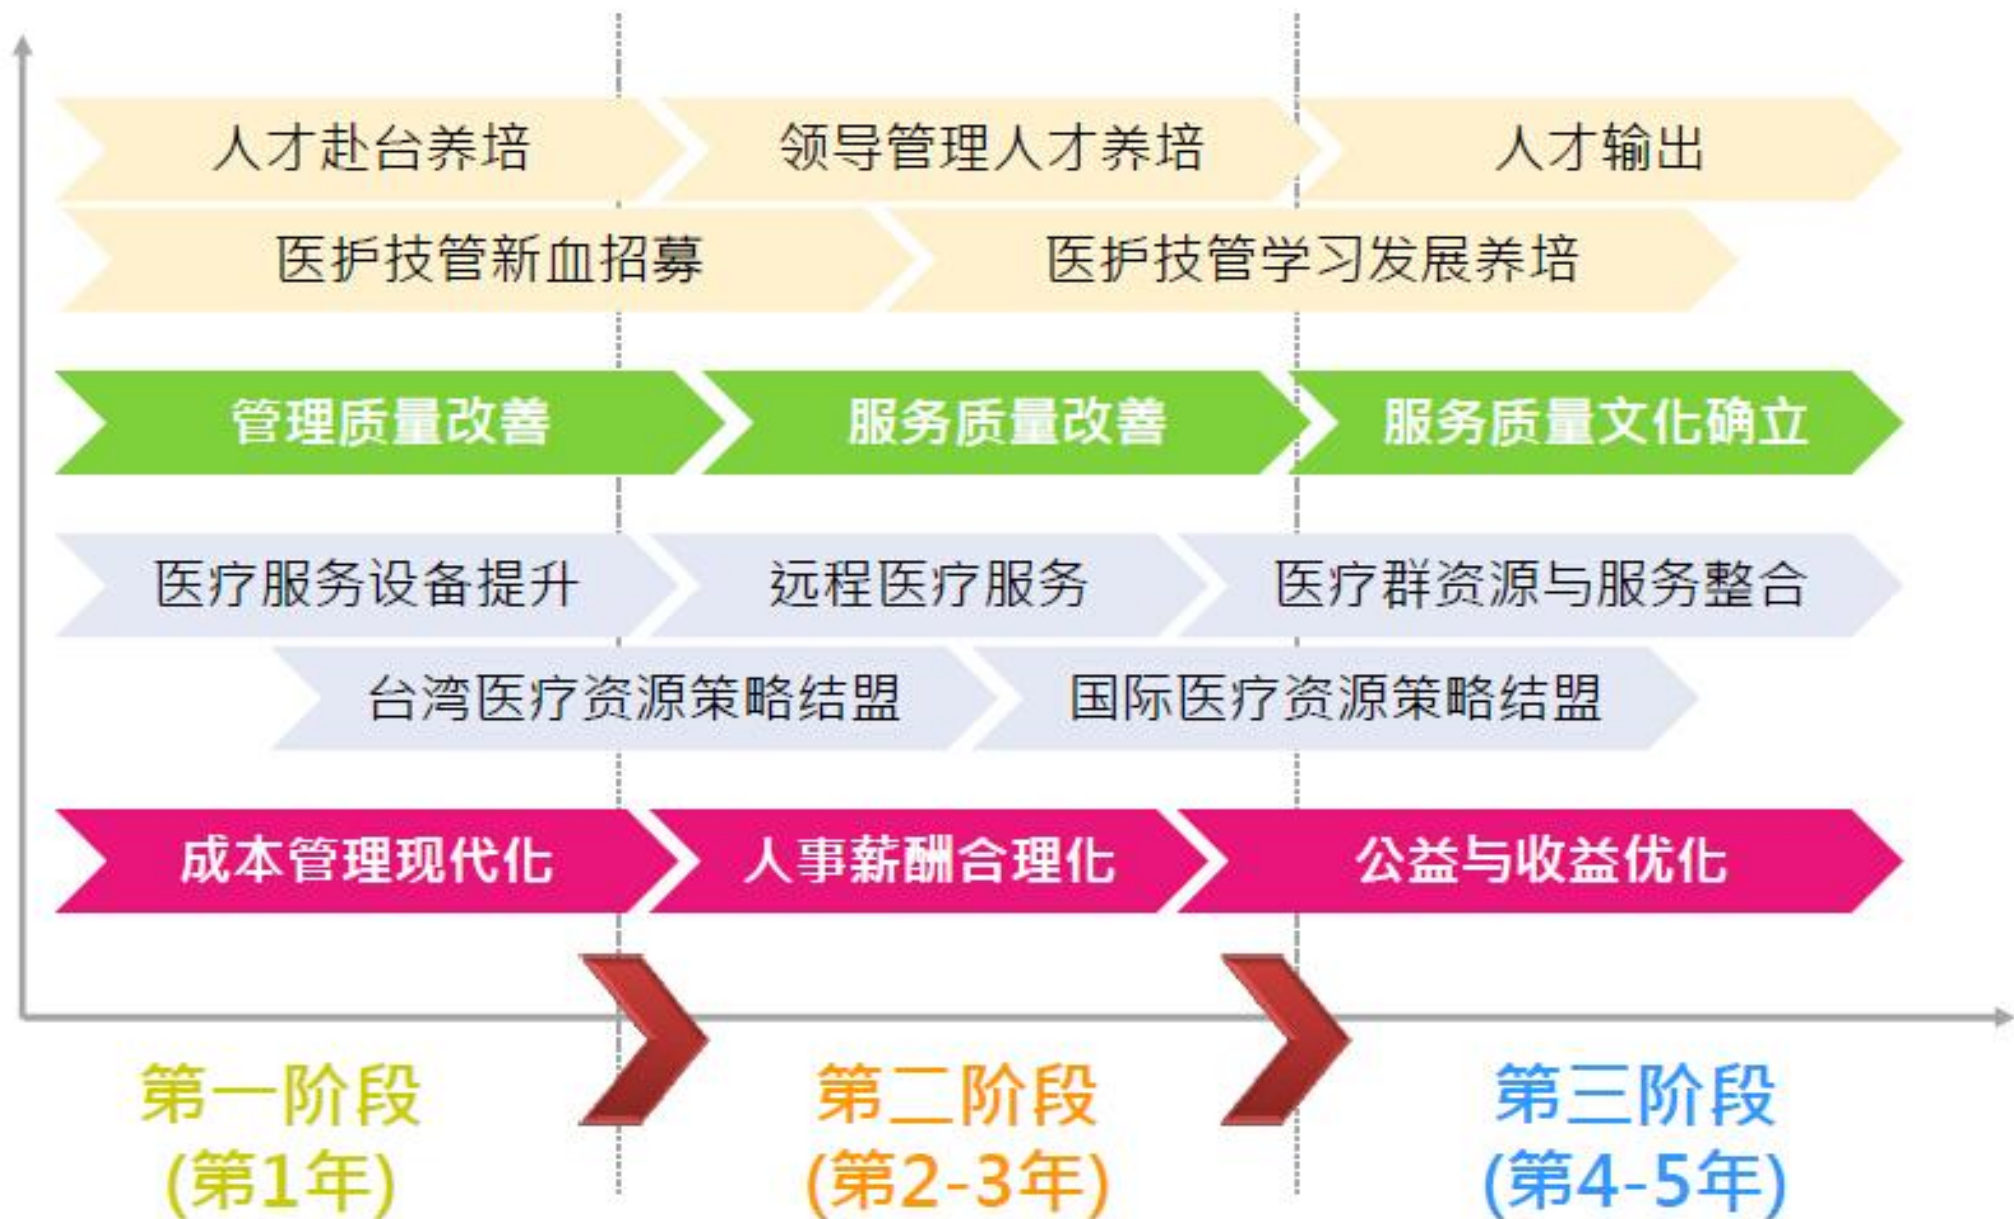 人才赴台养培
领导管理人才养培
人才输出
医护技管新血招募
医护技管学习发展养培
管理质量改善
服务质量改善
服务质量文化确立
医疗服务设备提升
远程医疗服务
医疗群资源与服务整合
台湾医疗资源策略结盟
国际医疗资源策略结盟
成本管理现代化
人事薪酬合理化
公益与收益优化
第一阶段
(第1年)
第二阶段
(第2-3年)
第三阶段
(第4-5年)